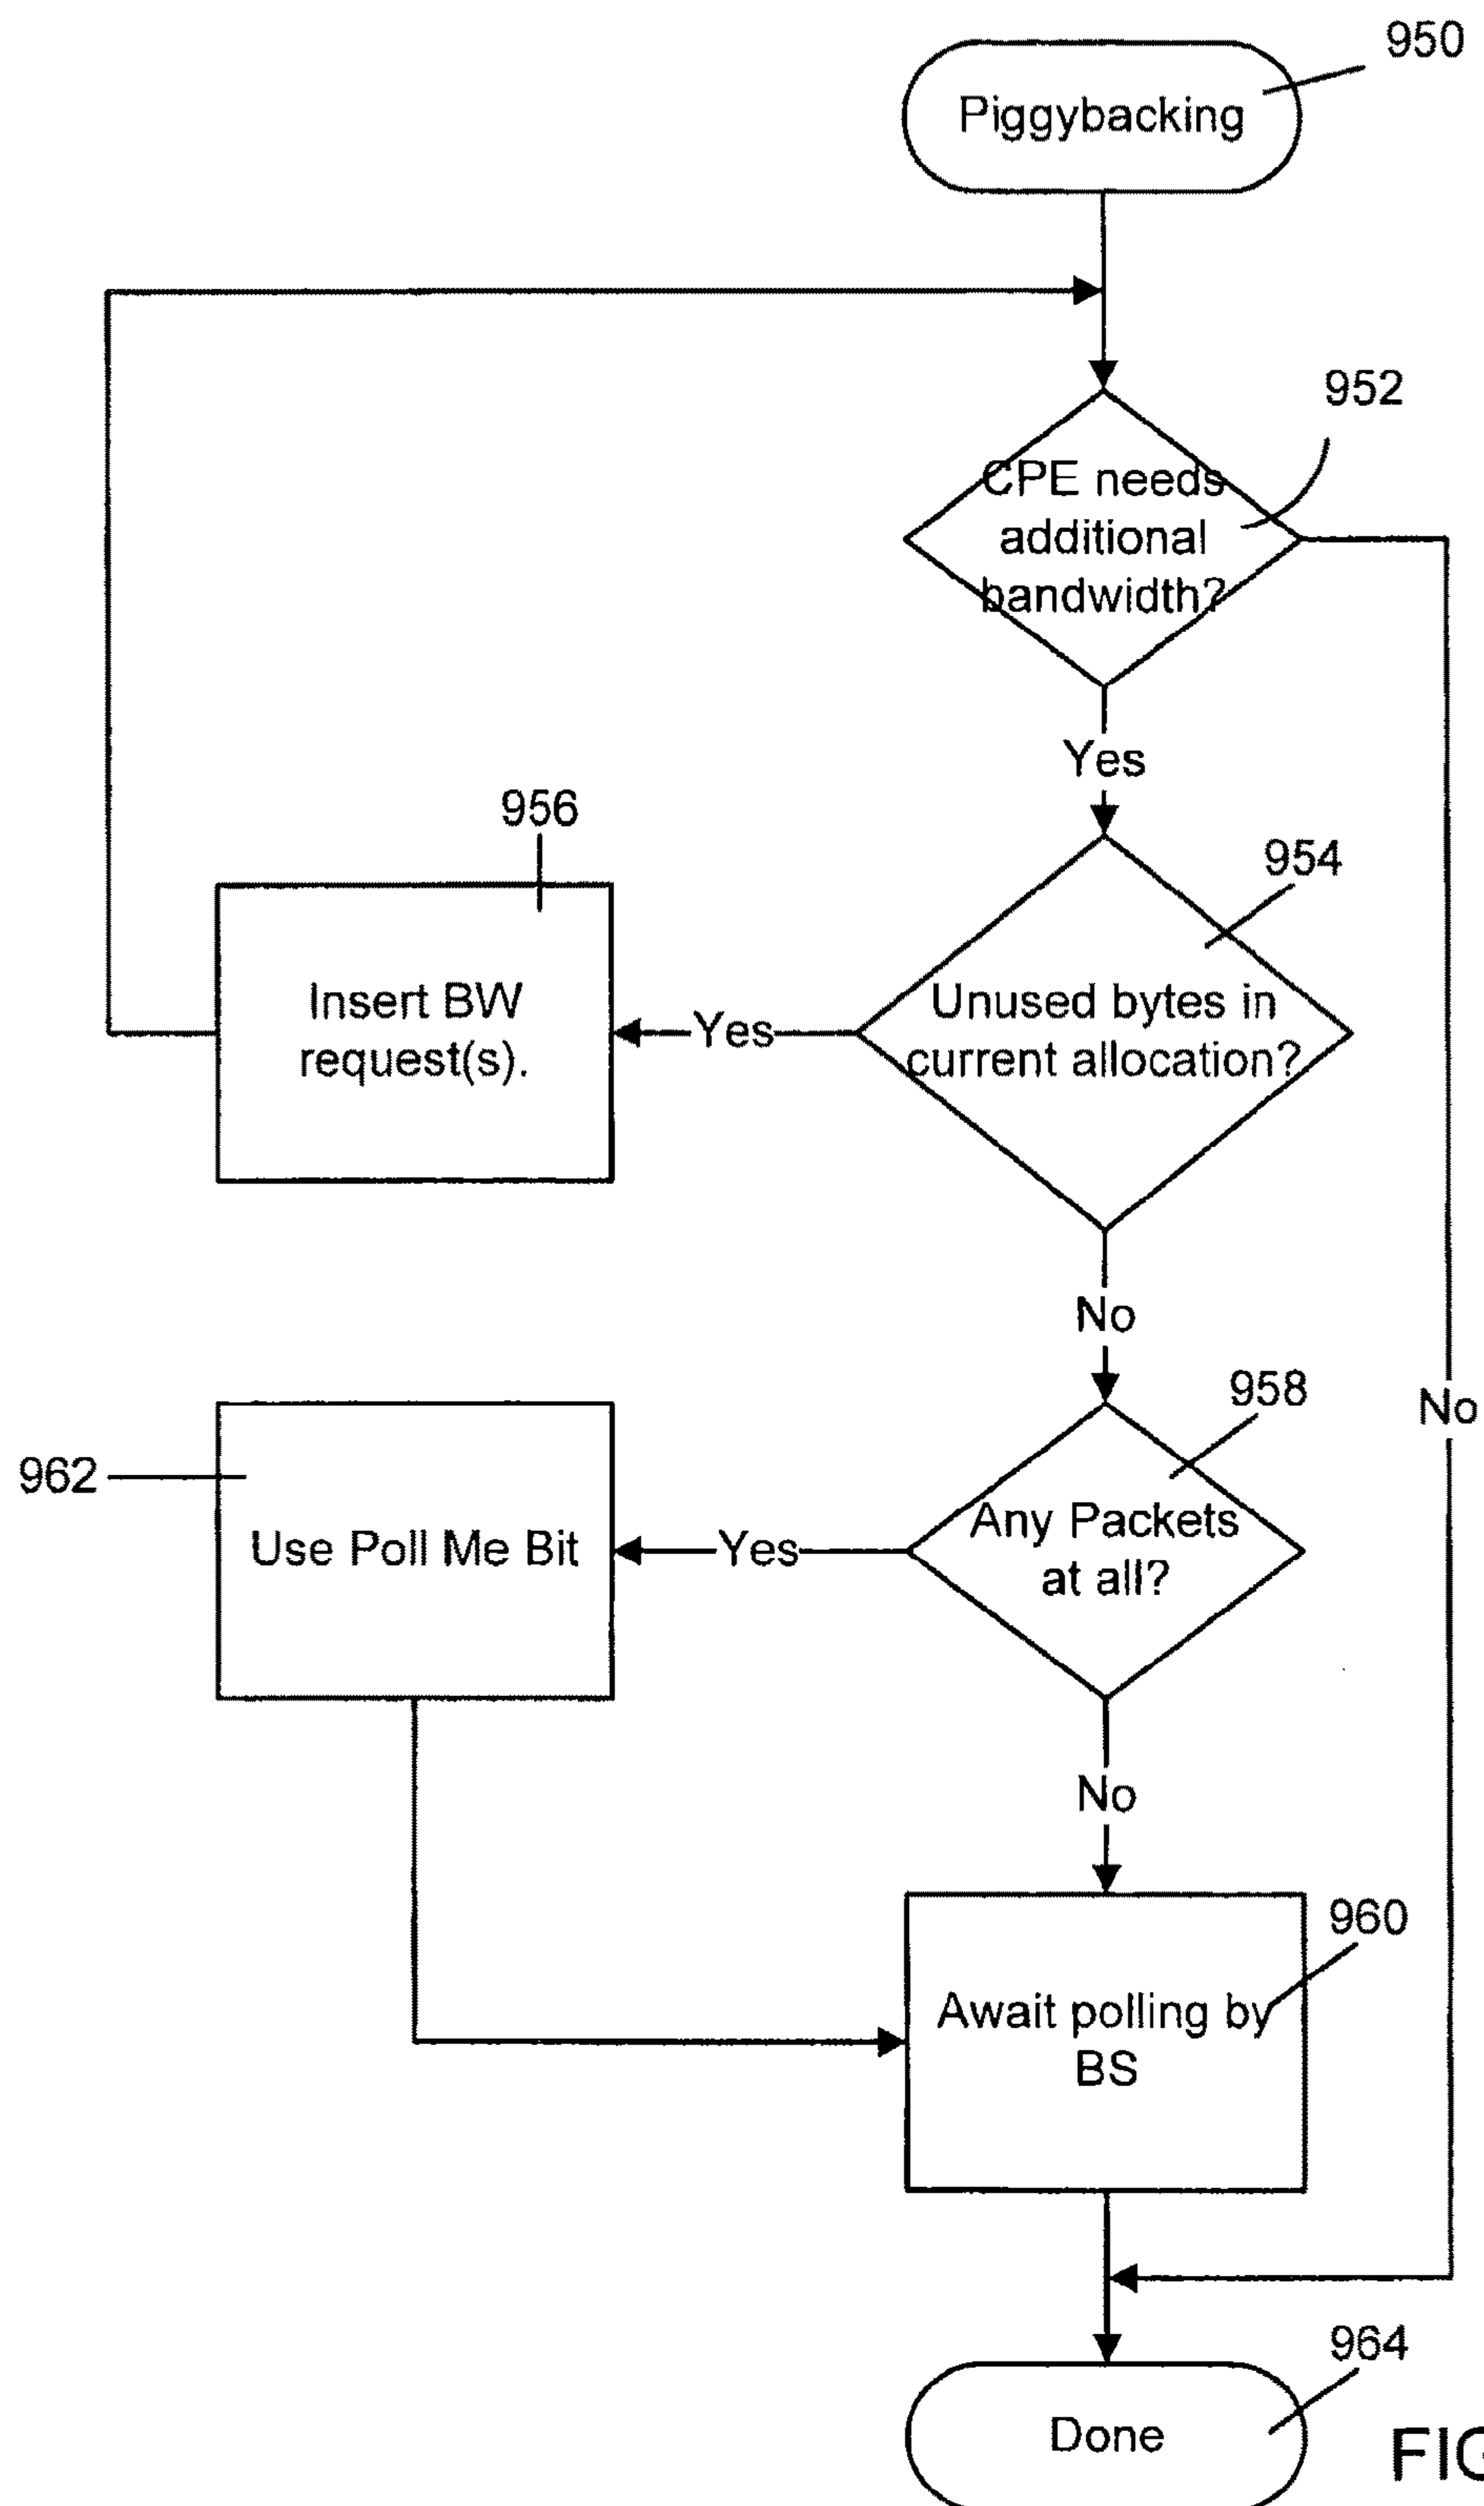 950
Piggybacking
952
CPE needs
additional
bandwidth?
Yes
956
954
Insert BW
request(s).
Yes
Unused bytes in
current allocation?
No
958
No
962
Use Poll Me Bit
Yes
Any Packets
at all?
No
960
Await polling by
BS
964
Done